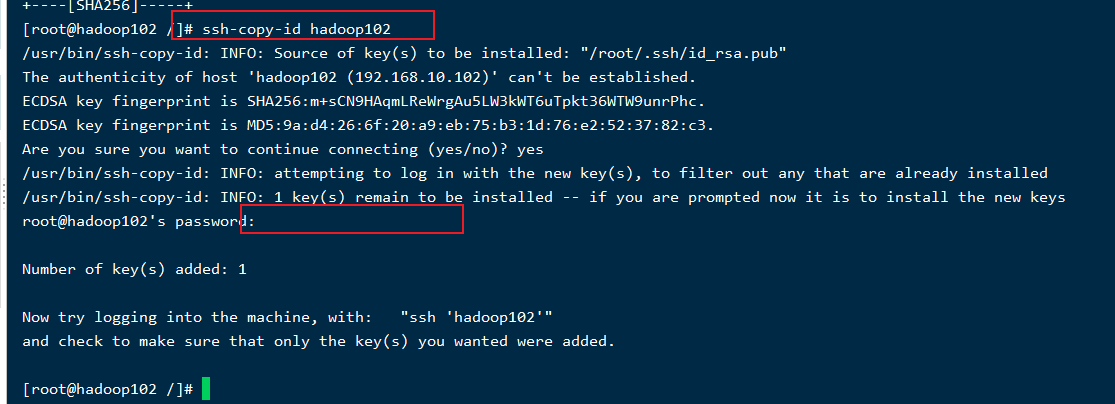 +----[SHA256]-----+
[root@hadoop102 /]# ssh-copy-id hadoop102
/usr/bin/ssh-copy-id: INFO: Source of key(s) to be installed: "/root/.ssh/id_rsa.pub"
The authenticity of host 'hadoop102 (192.168.10.102)' can't be established.
ECDSA key fingerprint is SHA256:m+sCN9HAqmLReWrgAu5LW3kWT6uTpkt36WTW9unrPhc.
ECDSA key fingerprint is MD5:9a:d4:26:6f:20:a9:eb:75:b3:1d:76:e2:52:37:82:c3.
Are you sure you want to continue connecting (yes/no)? yes
/usr/bin/ssh-copy-id: INFO: attempting to log in with the new key(s), to filter out any that are already installed
/usr/bin/ssh-copy-id: INFO: 1 key(s) remain to be installed -- if you are prompted now it is to install the new keys
root@hadoop102's password:
Number of key(s) added: 1
Now try logging into the machine, with:   "ssh 'hadoop102'"
and check to make sure that only the key(s) you wanted were added.
[root@hadoop102 /]#